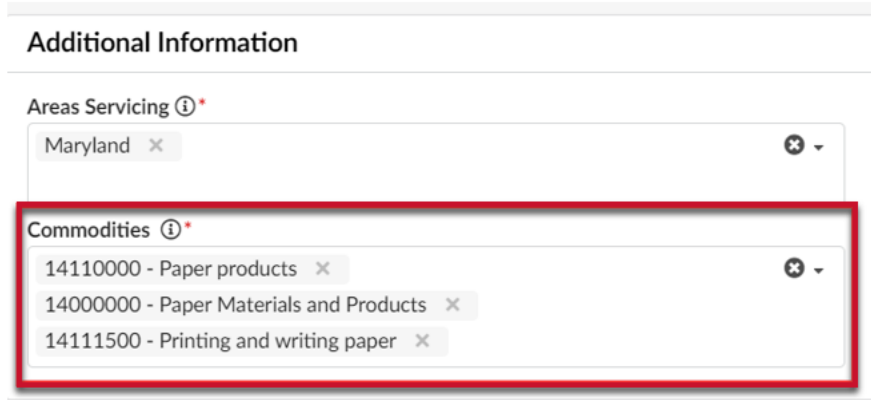 Additional Information
Areas Servicing ⓘ*
Maryland ×
Commodities ⓘ*
14110000 - Paper products ×
14000000 - Paper Materials and Products ×
14111500 - Printing and writing paper ×